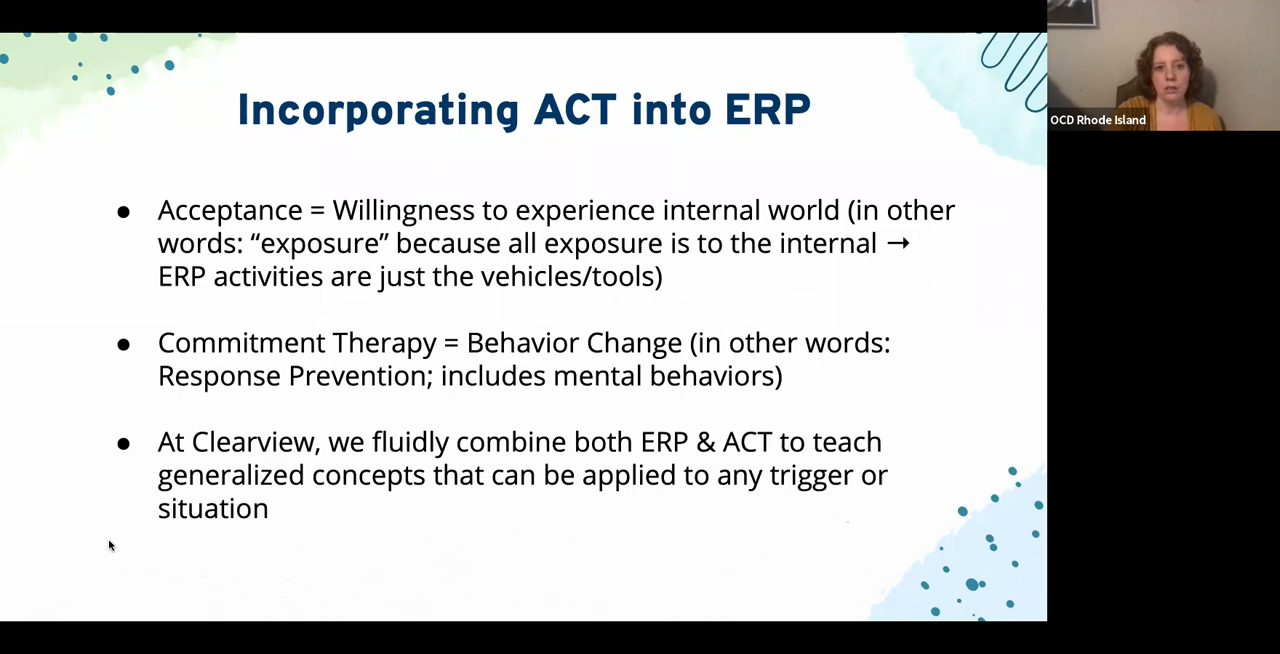 Incorporating ACT into ERP
OCD Rhode Island
● Acceptance = Willingness to experience internal world (in other
words: “exposure” because all exposure is to the internal →
ERP activities are just the vehicles/tools)
● Commitment Therapy = Behavior Change (in other words:
Response Prevention; includes mental behaviors)
● At Clearview, we fluidly combine both ERP & ACT to teach
generalized concepts that can be applied to any trigger or
situation